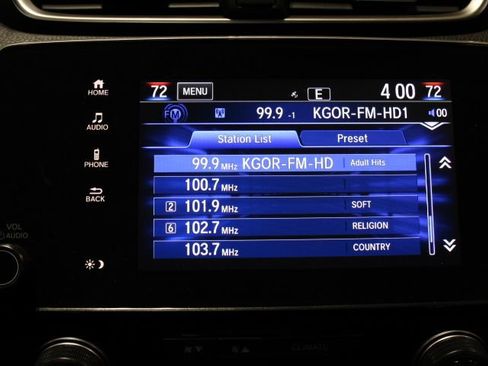 72 MENU E 4 00 72
HOME
FM 99.9 -1 KGOR-FM-HD1 00
AUDIO
Station List Preset
99.9 MHz KGOR-FM-HD Adult Hits
PHONE
100.7 MHz
BACK
2 101.9 MHz SOFT
6 102.7 MHz RELIGION
VOL
AUDIO
103.7 MHz COUNTRY
CLIMATE